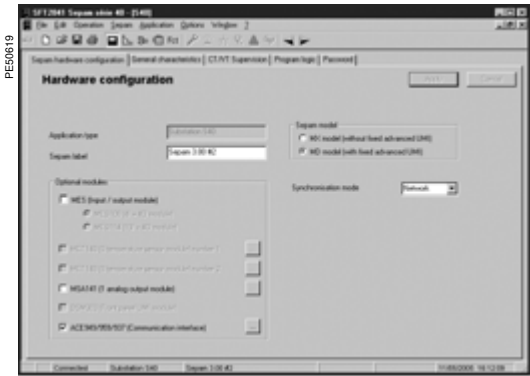 PE50619
SFT2841 Sepam série 40 - [S40]
File Edit Operation Sepam Application Options Window ?
Sepam hardware configuration General characteristics CT/VT Supervision Program logic Password
Hardware configuration
Apply Cancel
Application type Substation S40
Sepam label Sepam 3.00 #2
Sepam model
MX model (without fixed advanced UMI)
MD model (with fixed advanced UMI)
Optional modules
MES (Input / output module)
Synchronisation mode Network
MSA141 (1 analog output module)
ACE949/959/937 (Communication interface)
Connected Substation S40 Sepam 3.00 #2